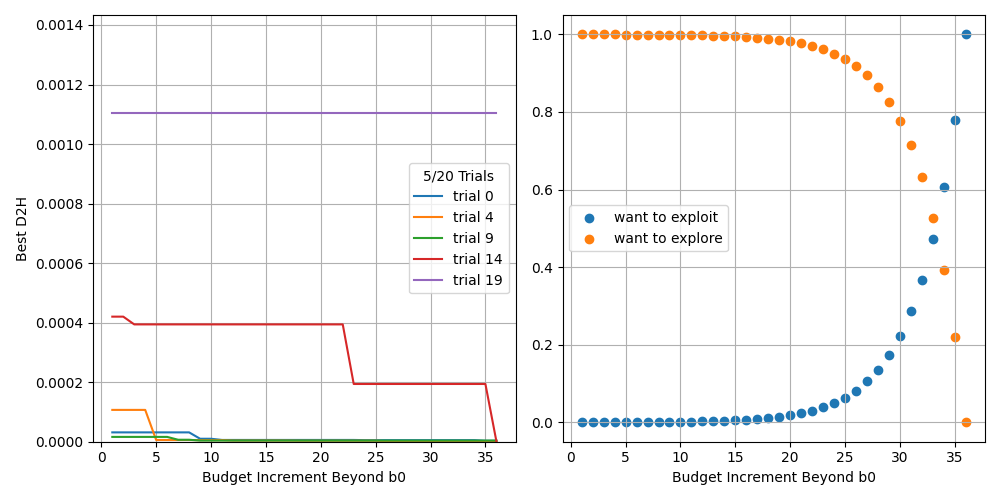 0.0014
0.0012
0.0010
0.0008
0.0006
0.0004
0.0002
0.0000
Best D2H
0 5 10 15 20 25 30 35
Budget Increment Beyond b0
5/20 Trials
trial 0
trial 4
trial 9
trial 14
trial 19
1.0
0.8
0.6
0.4
0.2
0.0
0 5 10 15 20 25 30 35
Budget Increment Beyond b0
want to exploit
want to explore